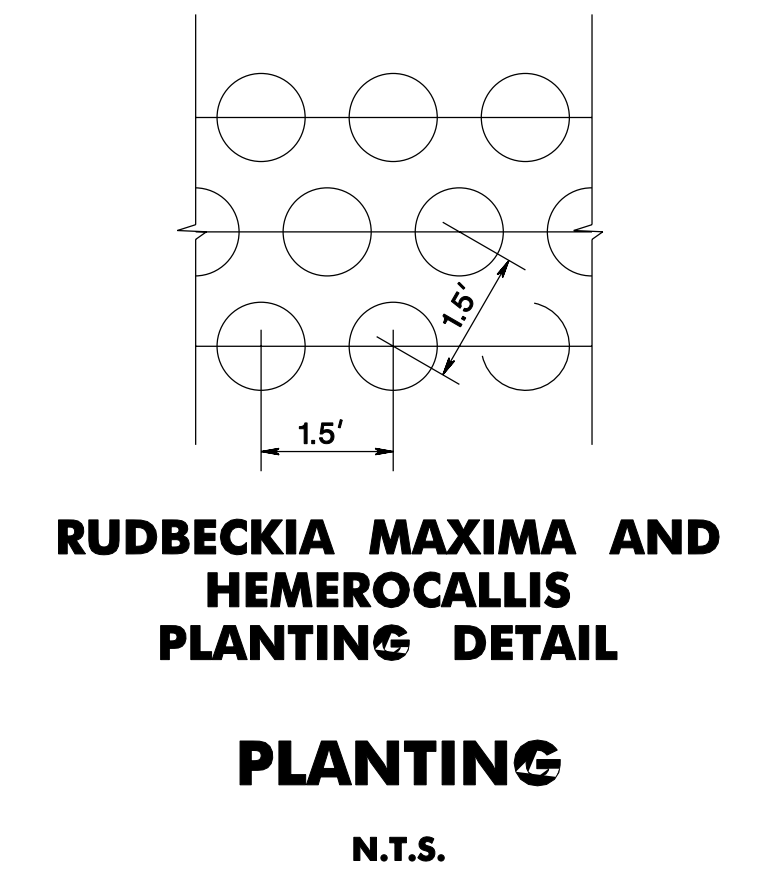 1.5'
1.5'
RUDBECKIA MAXIMA AND
HEMEROCALLIS
PLANTING DETAIL
PLANTING
N.T.S.